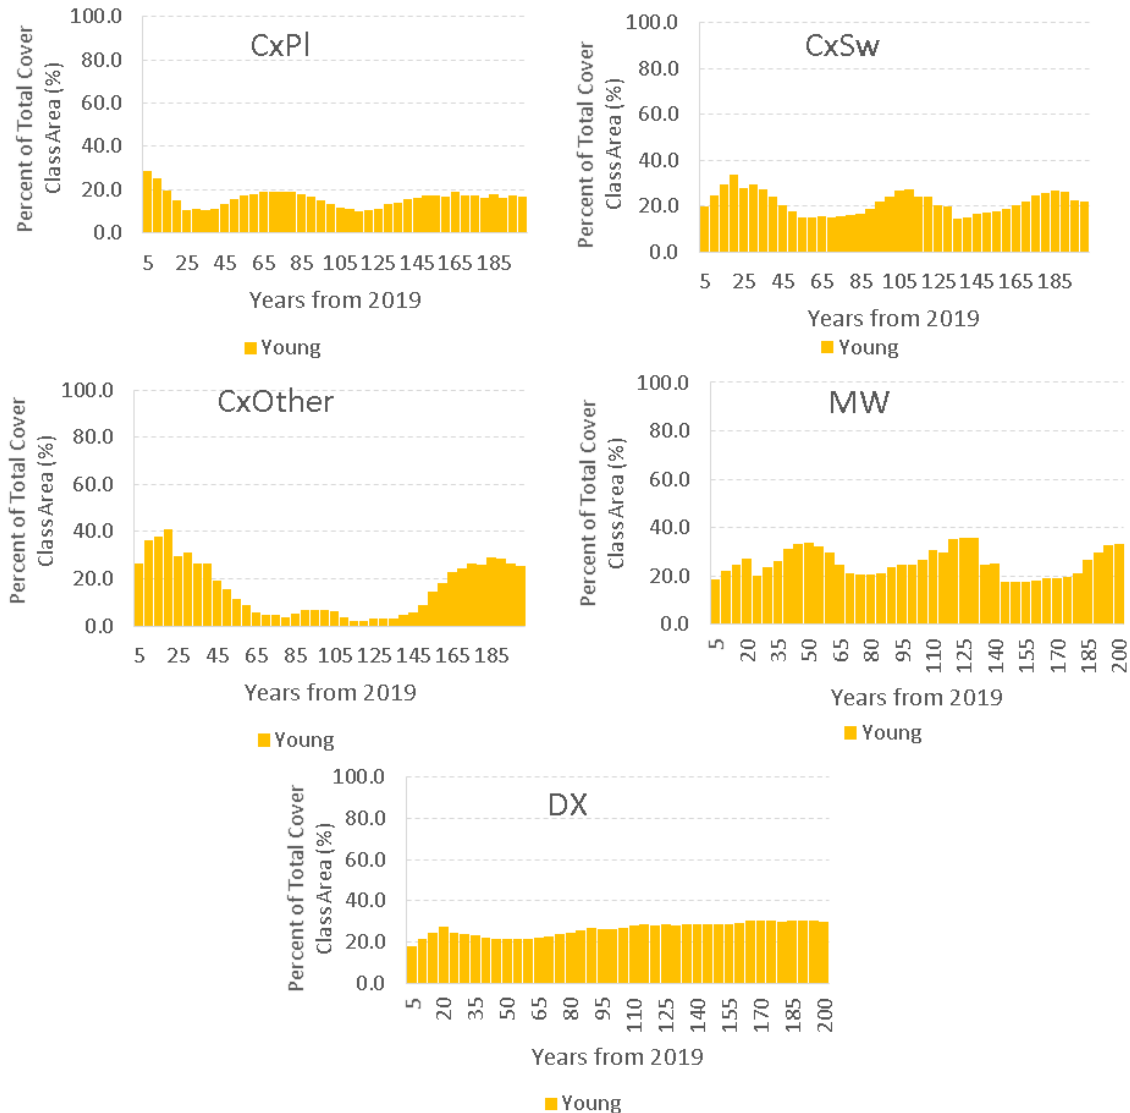 CxPl
Percent of Total Cover
Class Area (%)
100.0
80.0
60.0
40.0
20.0
0.0
5 25 45 65 85 105 125 145 165 185
Years from 2019
Young
CxSw
Percent of Total Cover
Class Area (%)
100.0
80.0
60.0
40.0
20.0
0.0
5 25 45 65 85 105 125 145 165 185
Years from 2019
Young
CxOther
Percent of Total Cover
Class Area (%)
100.0
80.0
60.0
40.0
20.0
0.0
5 25 45 65 85 105 125 145 165 185
Years from 2019
Young
MW
Percent of Total Cover
Class Area (%)
100.0
80.0
60.0
40.0
20.0
0.0
5 20 35 50 65 80 95 110 125 140 155 170 185 200
Years from 2019
Young
DX
Percent of Total Cover
Class Area (%)
100.0
80.0
60.0
40.0
20.0
0.0
5 20 35 50 65 80 95 110 125 140 155 170 185 200
Years from 2019
Young